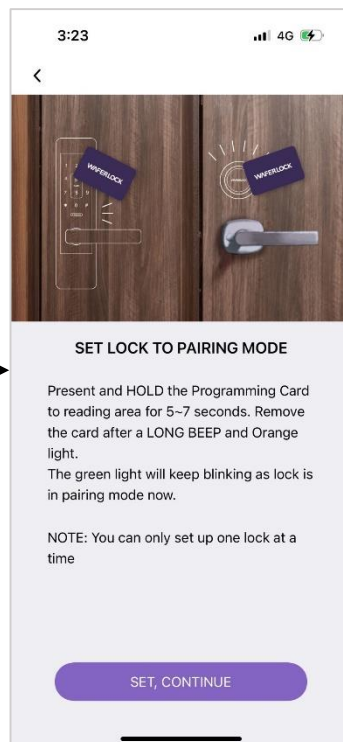 3:23
4G
WAFERLOCK
WAFERLOCK
SET LOCK TO PAIRING MODE
Present and HOLD the Programming Card
to reading area for 5~7 seconds. Remove
the card after a LONG BEEP and Orange
light.
The green light will keep blinking as lock is
in pairing mode now.
NOTE: You can only set up one lock at a
time
SET, CONTINUE